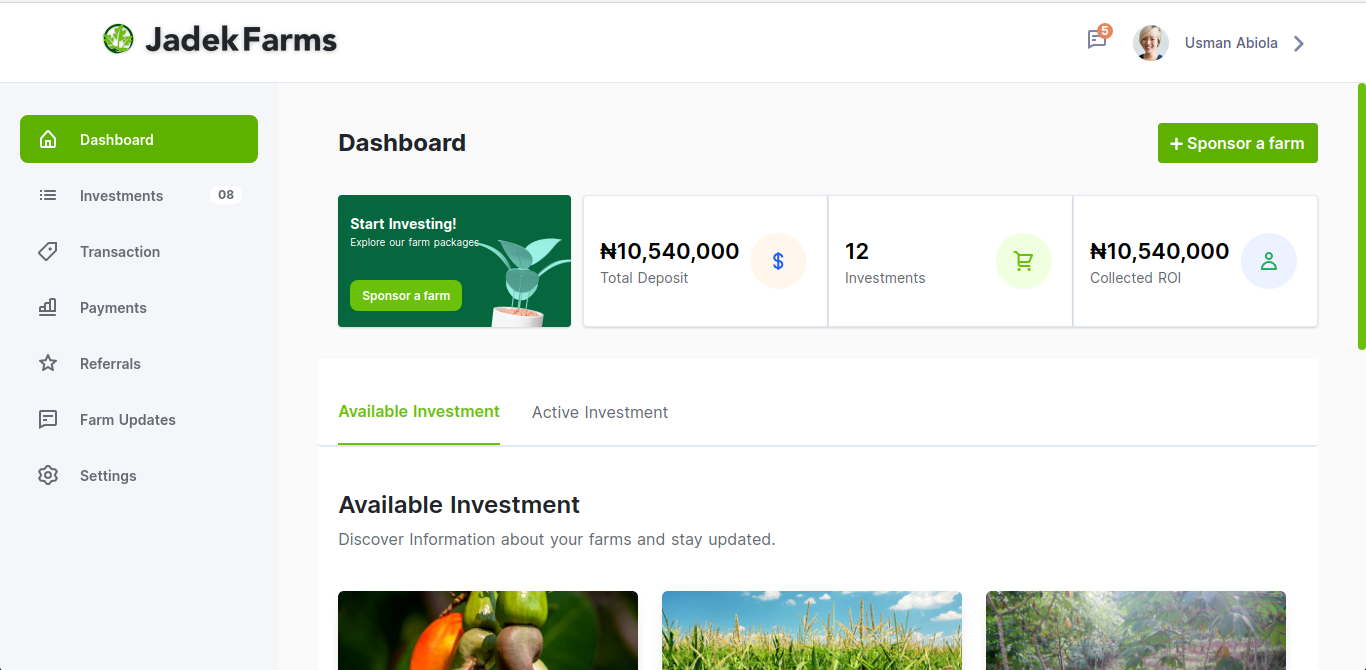 JadekFarms
5
Usman Abiola
Dashboard
Investments 08
Transaction
Payments
Referrals
Farm Updates
Settings
Dashboard
+ Sponsor a farm
Start Investing!
Explore our farm packages
Sponsor a farm
₦10,540,000
Total Deposit
$
12
Investments
₦10,540,000
Collected ROI
Available Investment
Active Investment
Available Investment
Discover Information about your farms and stay updated.